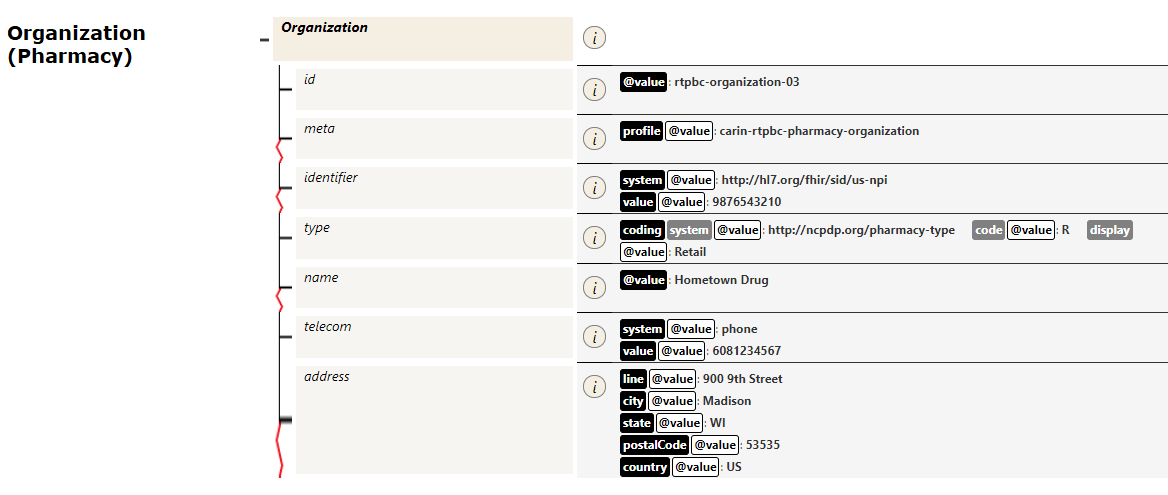 Organization
(Pharmacy)
Organization
i
id
i
@value: rtpbc-organization-03
meta
i
profile @value: carin-rtpbc-pharmacy-organization
identifier
i
system @value: http://hl7.org/fhir/sid/us-npi
value @value: 9876543210
type
i
coding system @value: http://ncpdp.org/pharmacy-type code @value: R display
@value: Retail
name
i
@value: Hometown Drug
telecom
i
system @value: phone
value @value: 6081234567
address
i
line @value: 900 9th Street
city @value: Madison
state @value: WI
postalCode @value: 53535
country @value: US